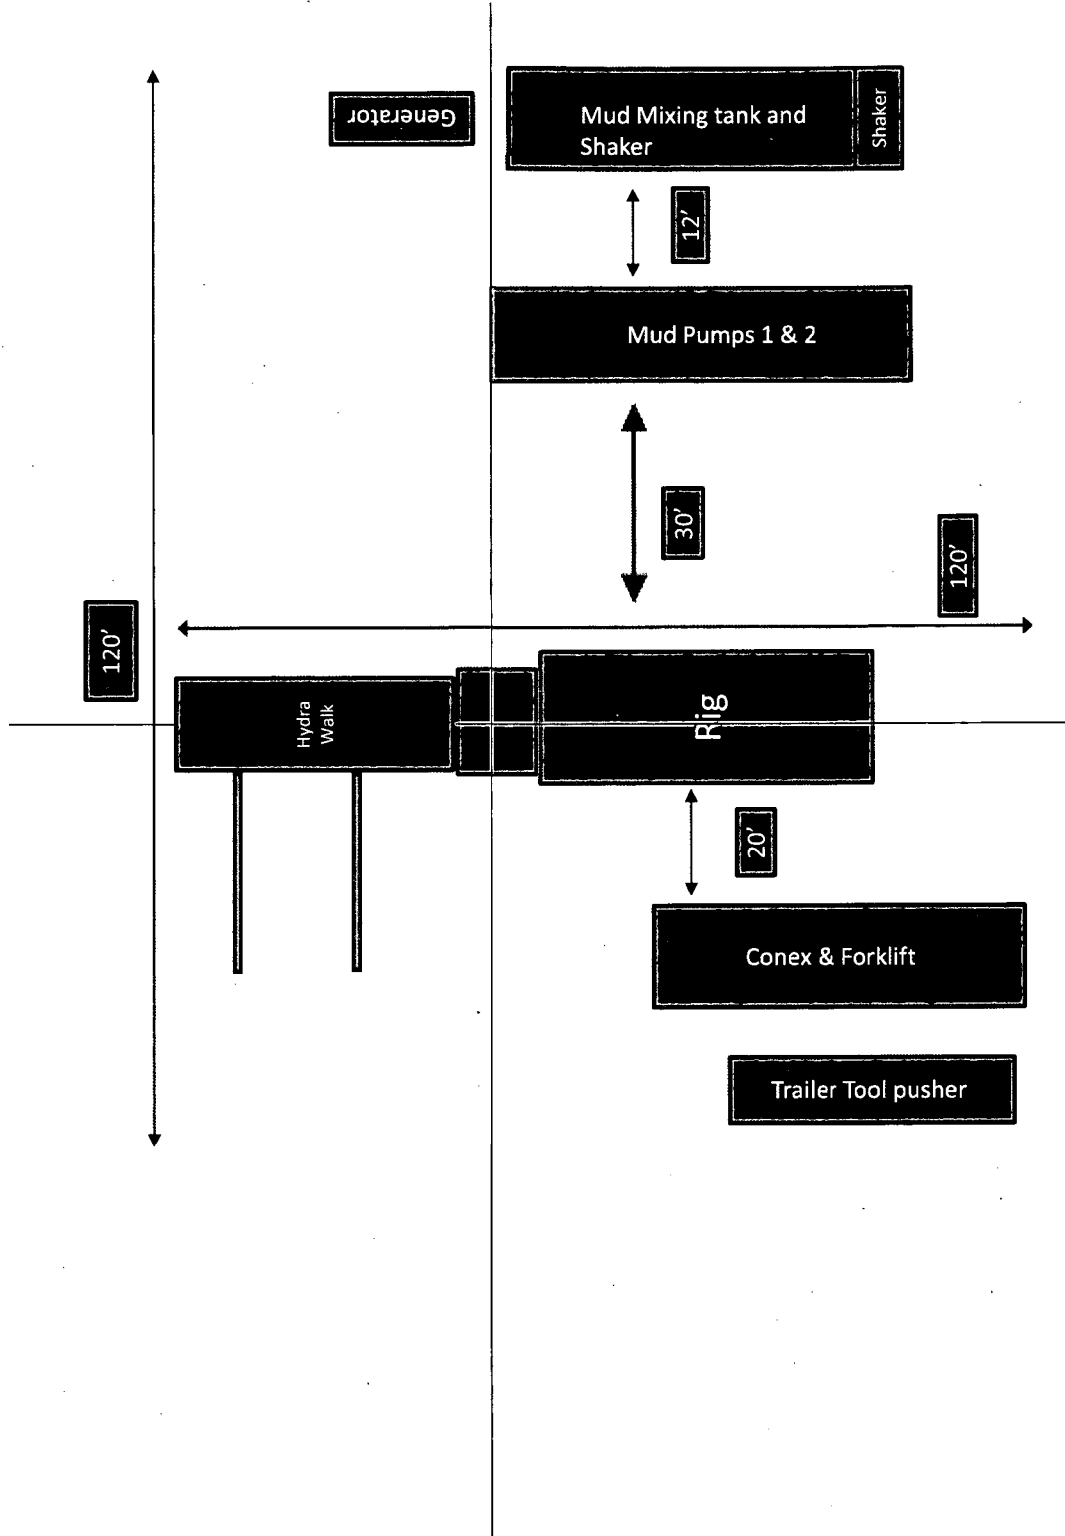 Generator
Mud Mixing tank and
Shaker
Shaker
12'
Mud Pumps 1 & 2
30'
120'
120'
Hydra
Walk
Rig
20'
Conex & Forklift
Trailer Tool pusher